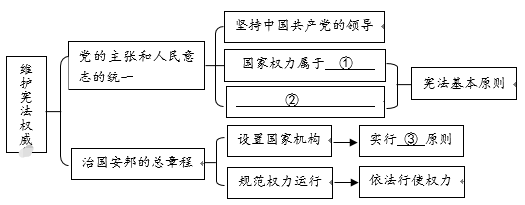 维护宪法权威
党的主张和人民意
志的统一
坚持中国共产党的领导
国家权力属于 ①
②
宪法基本原则
治国安邦的总章程
设置国家机构
实行 ③ 原则
规范权力运行
依法行使权力